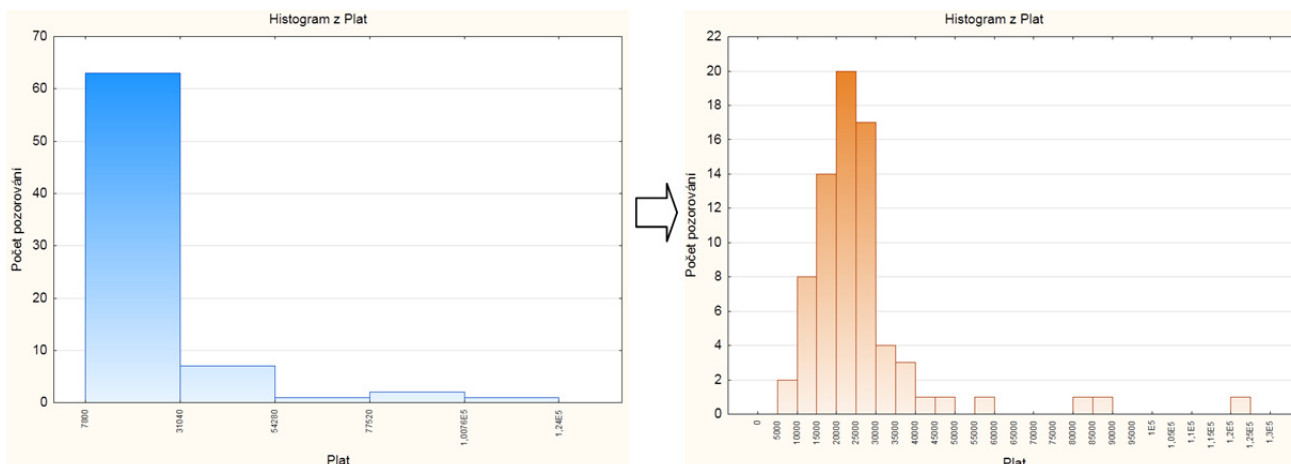 Histogram z Plat
70
60
50
40
30
20
10
0
Počet pozorování
7800
31040
54280
77520
1,0076E5
1,24E5
Plat
Histogram z Plat
22
20
18
16
14
12
10
8
6
4
2
0
Počet pozorování
0
5000
10000
15000
20000
25000
30000
35000
40000
45000
50000
55000
60000
65000
70000
75000
80000
85000
90000
95000
1E5
1,05E5
1,1E5
1,15E5
1,2E5
1,25E5
1,3E5
Plat